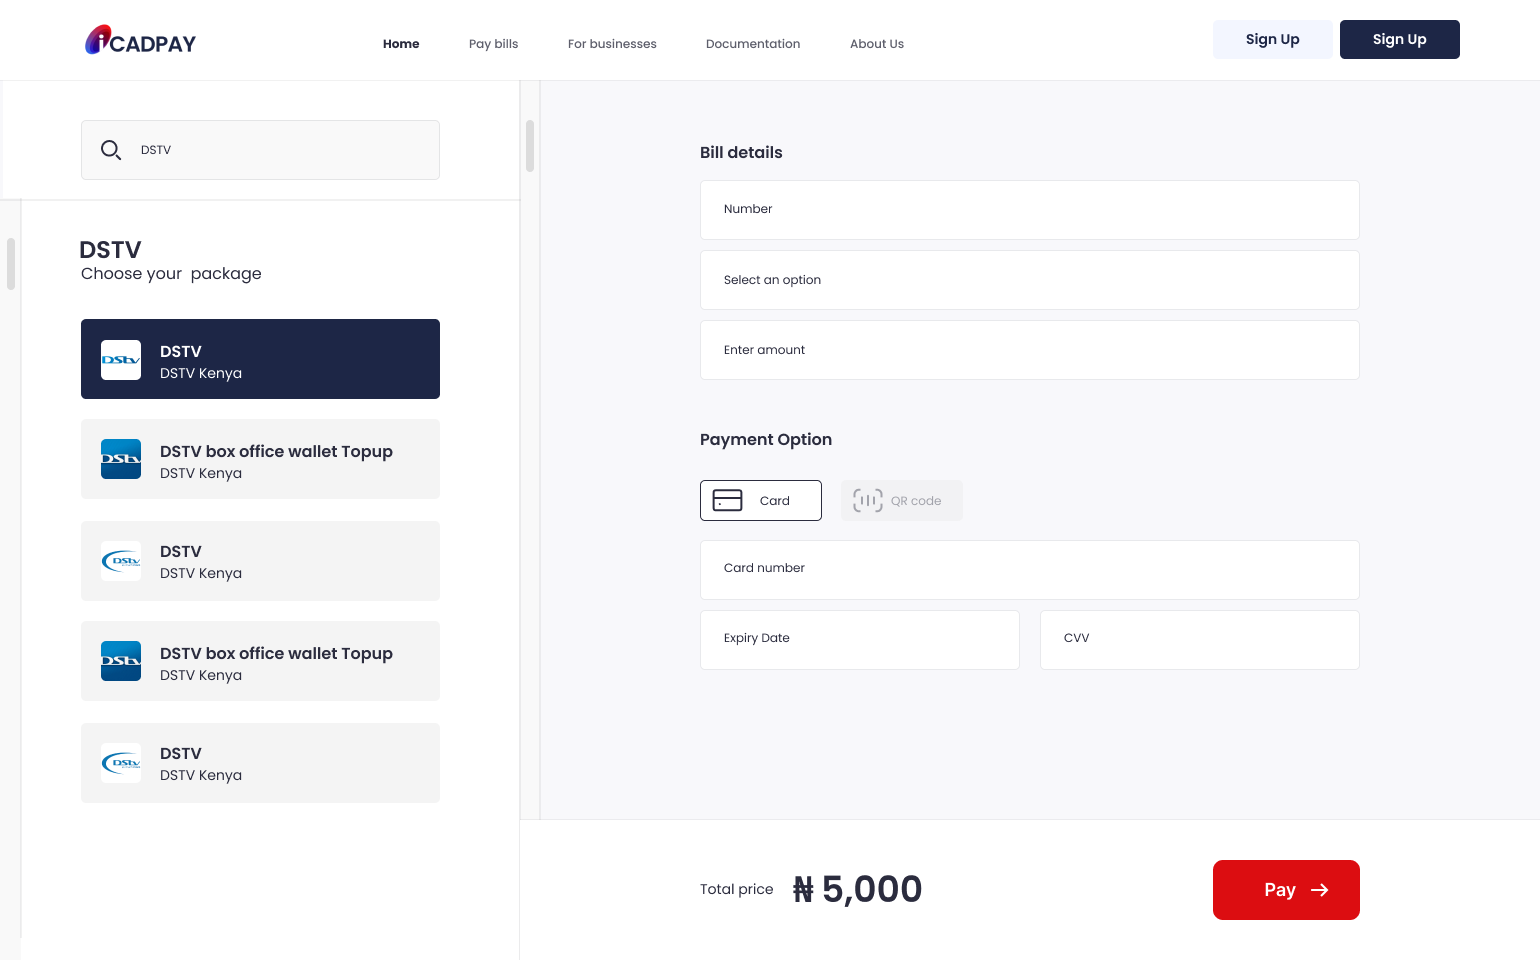 iCADPAY
Home
Pay bills
For businesses
Documentation
About Us
Sign Up
Sign Up
DSTV
DSTV
Choose your  package
DStv
DSTV
DSTV Kenya
DStv
DSTV box office wallet Topup
DSTV Kenya
DStv
DSTV
DSTV Kenya
DStv
DSTV box office wallet Topup
DSTV Kenya
DStv
DSTV
DSTV Kenya
Bill details
Number
Select an option
Enter amount
Payment Option
Card
QR code
Card number
Expiry Date
CVV
Total price
₦ 5,000
Pay